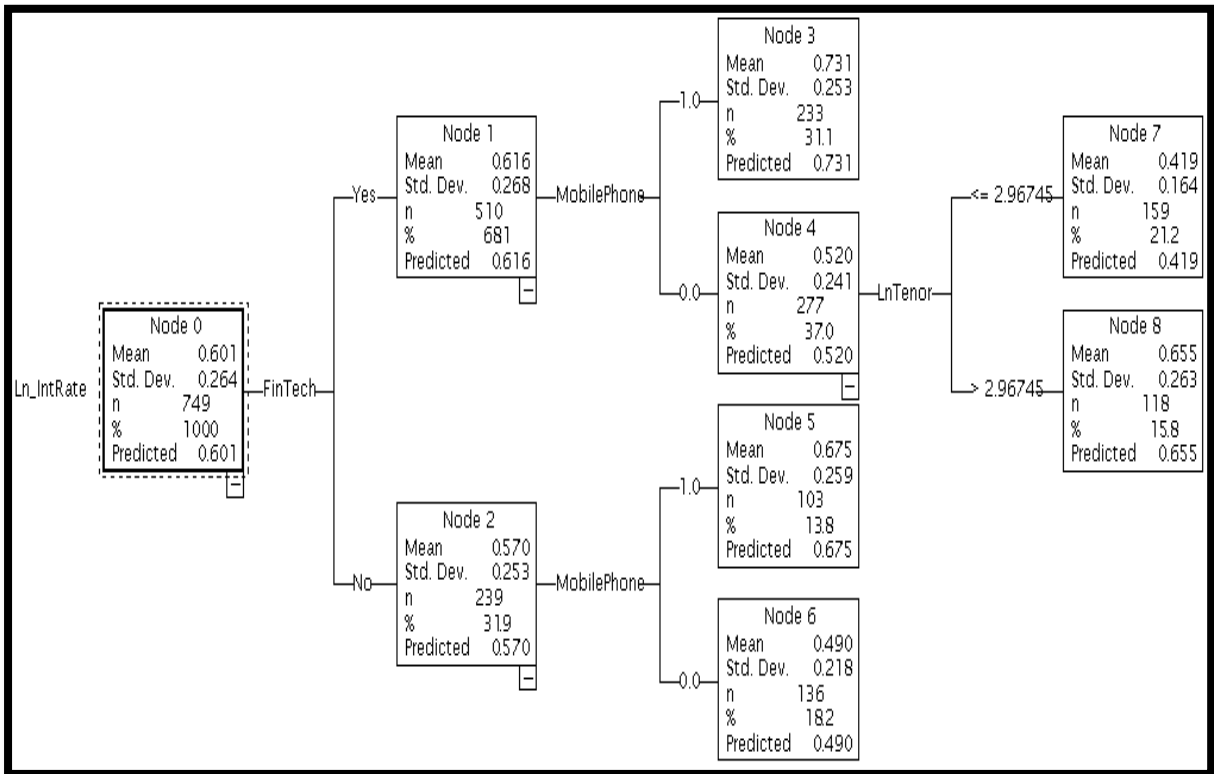 Ln_IntRate
Node 0
Mean 0.601
Std. Dev. 0.264
n 749
% 100.0
Predicted 0.601
FinTech
Yes
Node 1
Mean 0.616
Std. Dev. 0.268
n 510
% 68.1
Predicted 0.616
MobilePhone
1.0
Node 3
Mean 0.731
Std. Dev. 0.253
n 233
% 31.1
Predicted 0.731
0.0
Node 4
Mean 0.520
Std. Dev. 0.241
n 277
% 37.0
Predicted 0.520
LnTenor
<= 2.96745
Node 7
Mean 0.419
Std. Dev. 0.164
n 159
% 21.2
Predicted 0.419
> 2.96745
Node 8
Mean 0.655
Std. Dev. 0.263
n 118
% 15.8
Predicted 0.655
No
Node 2
Mean 0.570
Std. Dev. 0.253
n 239
% 31.9
Predicted 0.570
MobilePhone
1.0
Node 5
Mean 0.675
Std. Dev. 0.259
n 103
% 13.8
Predicted 0.675
0.0
Node 6
Mean 0.490
Std. Dev. 0.218
n 136
% 18.2
Predicted 0.490